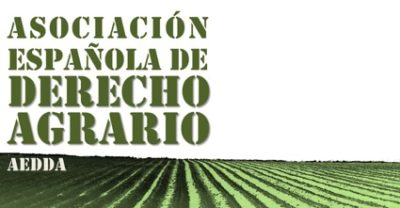 ASOCIACIÓN
ESPAÑOLA DE
DERECHO
AGRARIO
AEDDA